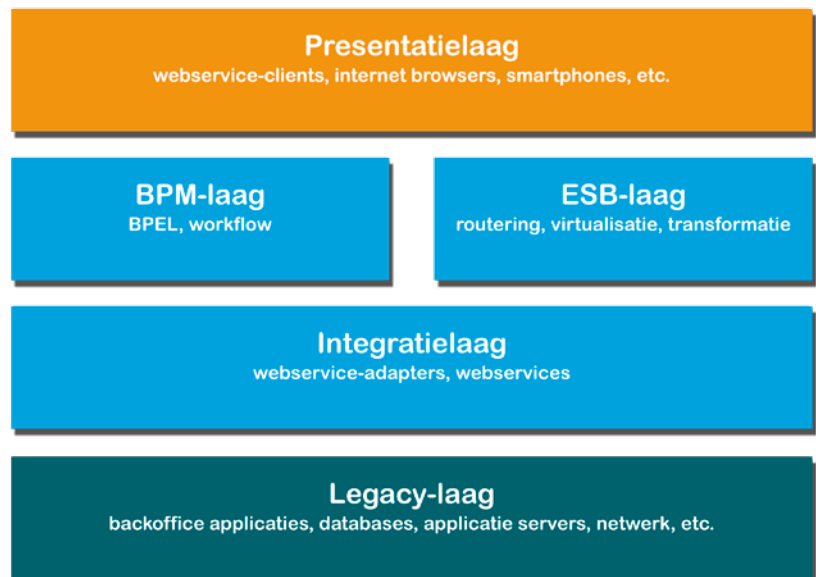 Presentatielaag
webservice-clients, internet browsers, smartphones, etc.
BPM-laag
BPEL, workflow
ESB-laag
routering, virtualisatie, transformatie
Integratielaag
webservice-adapters, webservices
Legacy-laag
backoffice applicaties, databases, applicatie servers, netwerk, etc.